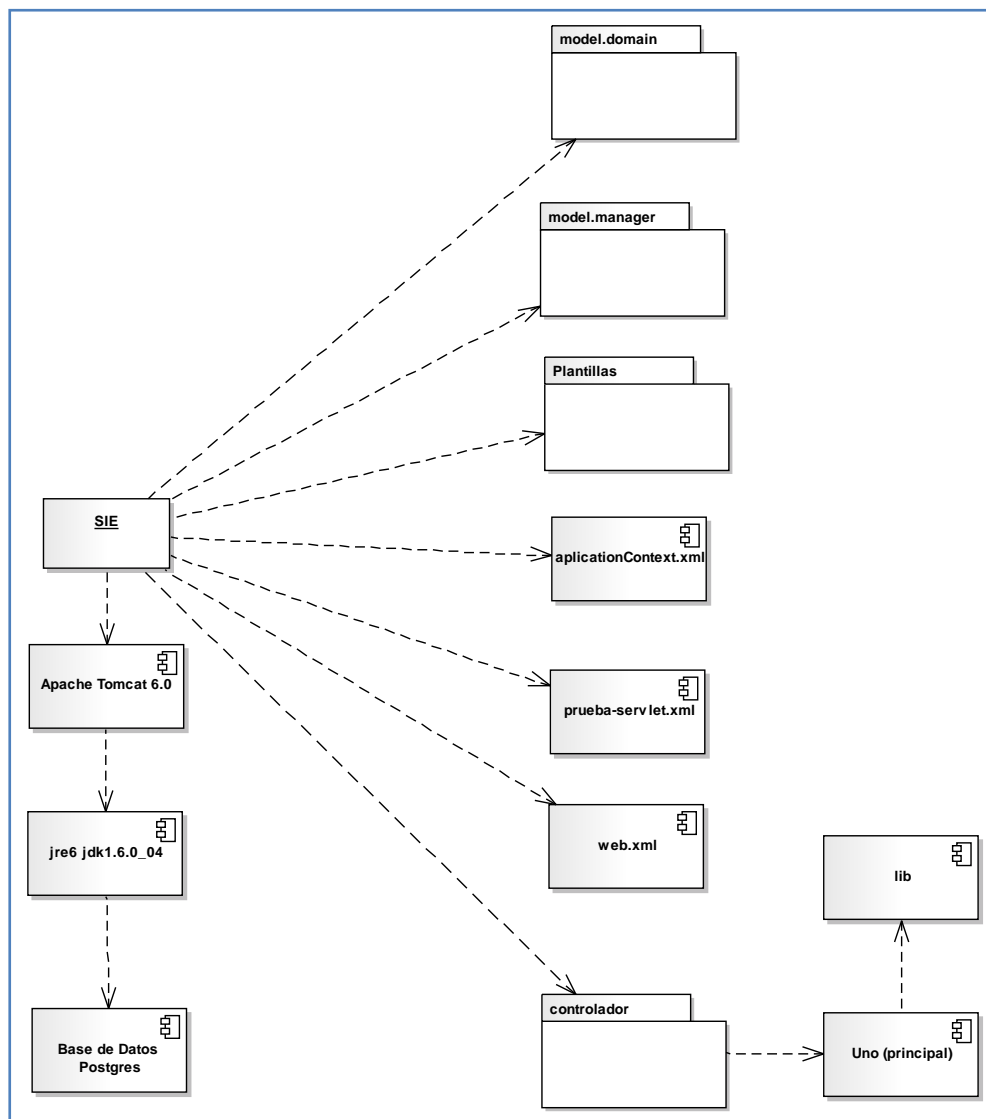 model.domain
model.manager
Plantillas
SIE
aplicationContext.xml
Apache Tomcat 6.0
prueba-servlet.xml
jre6 jdk1.6.0_04
web.xml
lib
controlador
Base de Datos
Postgres
Uno (principal)